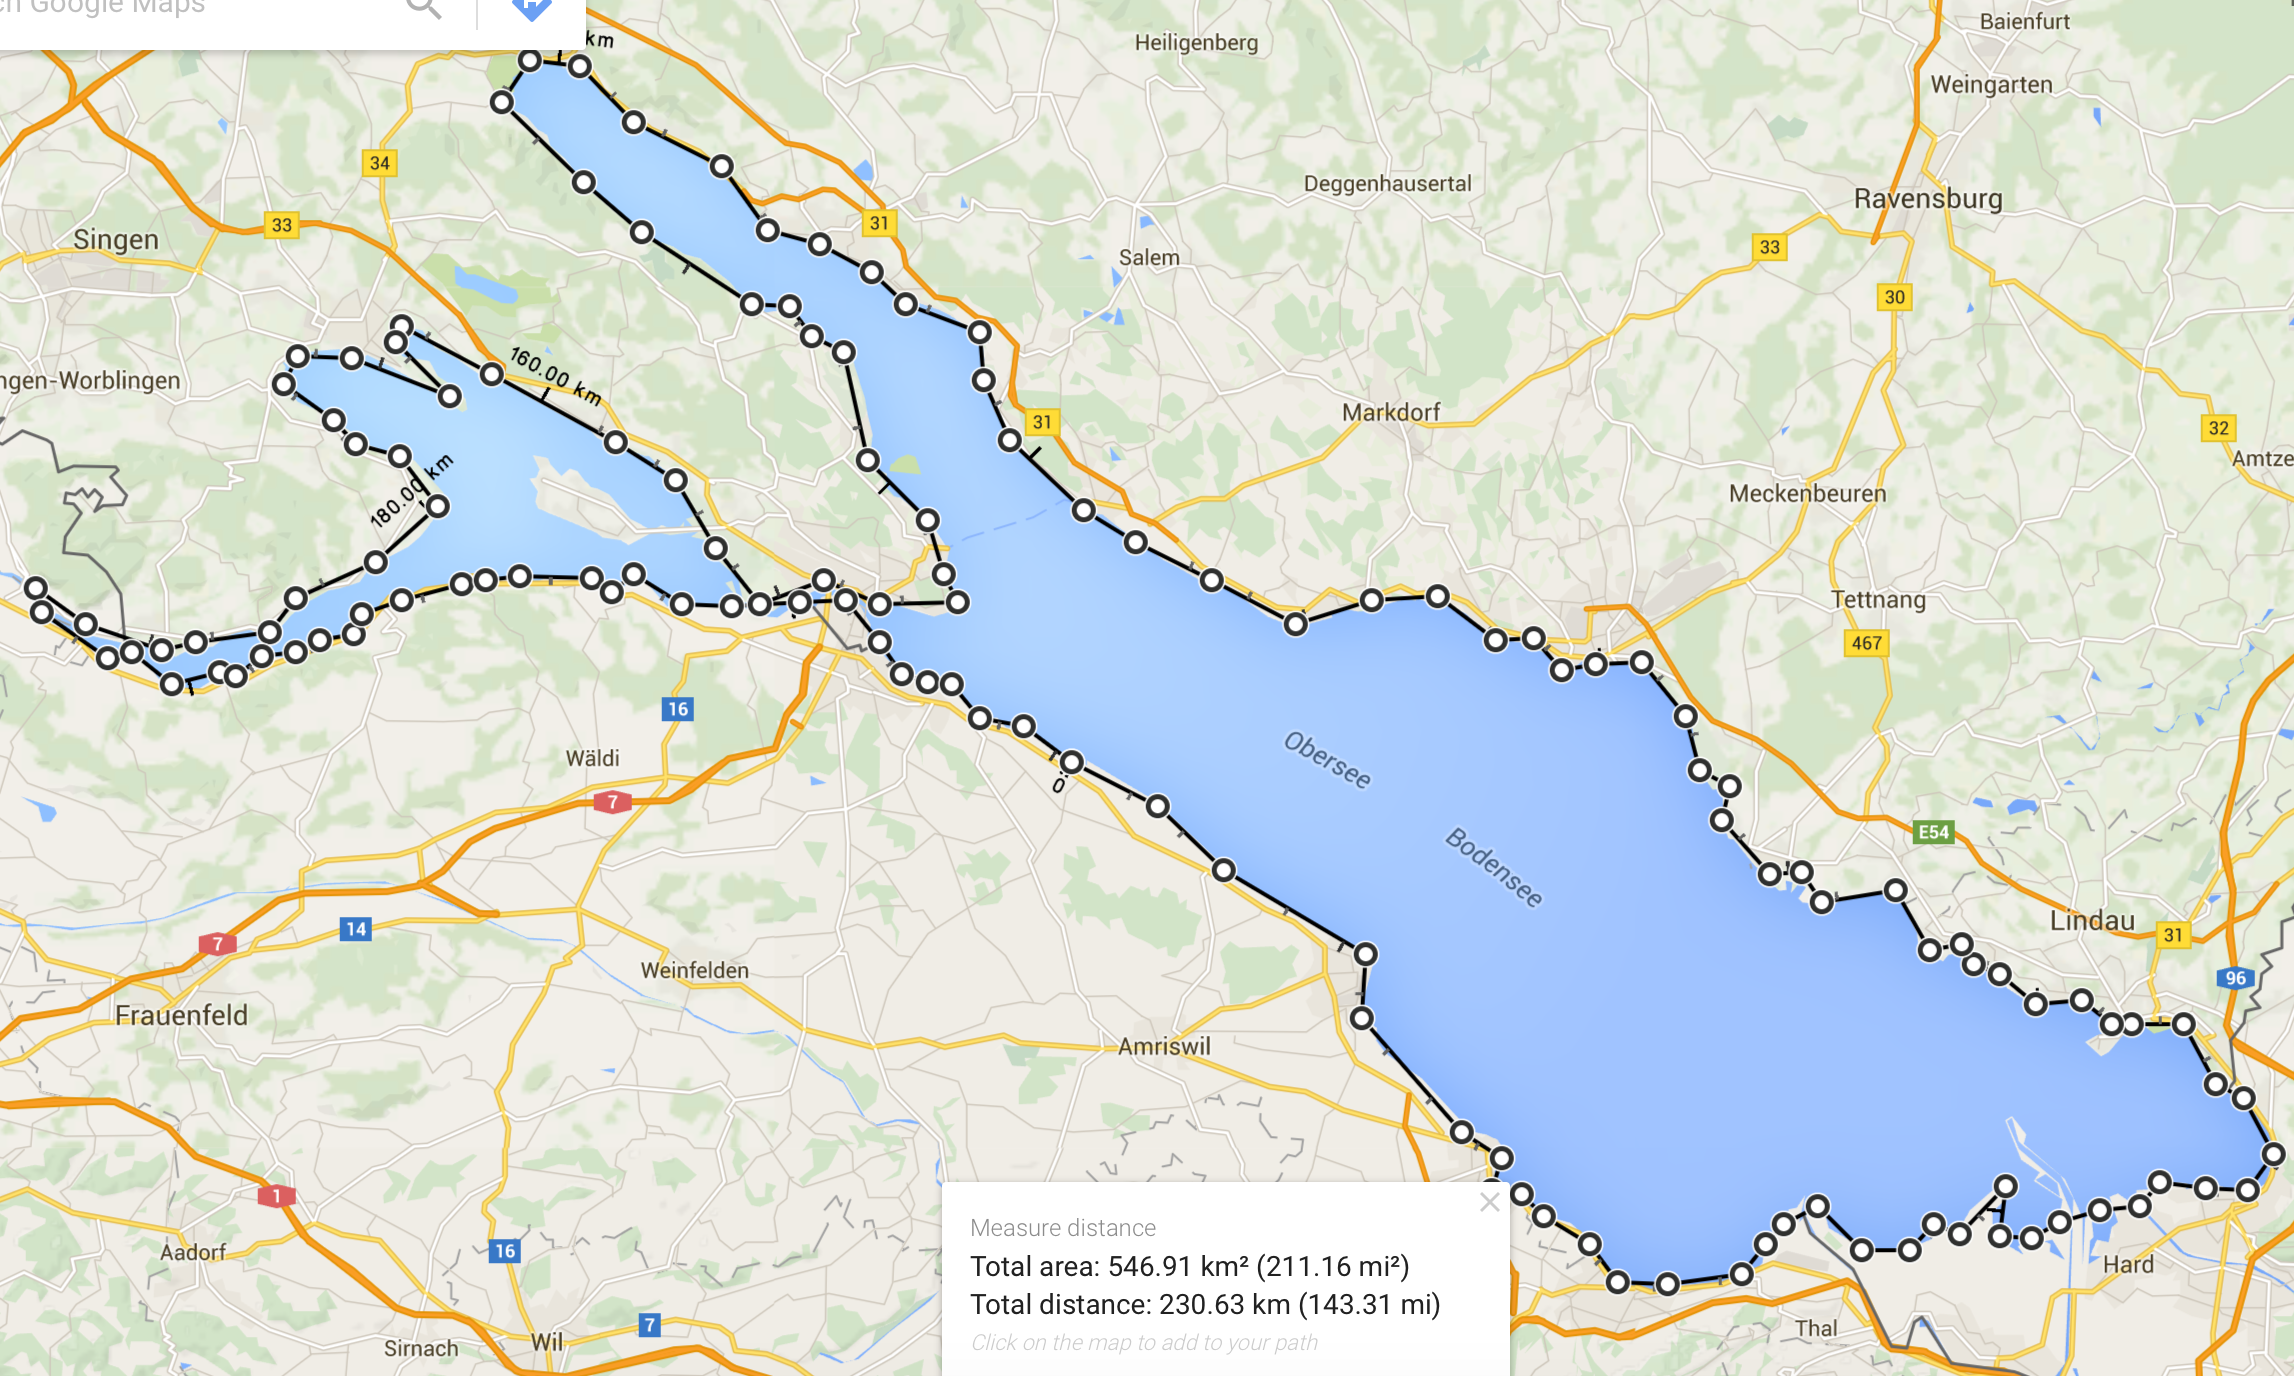 ch Google Maps
km
Baienfurt
Heiligenberg
Weingarten
34
Deggenhausertal
Ravensburg
33
31
Singen
33
Salem
30
160.00 km
ngen-Worblingen
Markdorf
31
32
Amtze
180.00 km
Meckenbeuren
Tettnang
467
16
Wäldi
Obersee
0
7
E54
Bodensee
Lindau
14
7
31
Weinfelden
96
Frauenfeld
Amriswil
1
Measure distance
Aadorf
16
Total area: 546.91 km² (211.16 mi²)
Hard
Total distance: 230.63 km (143.31 mi)
7
Thal
Click on the map to add to your path
Sirnach
Wil